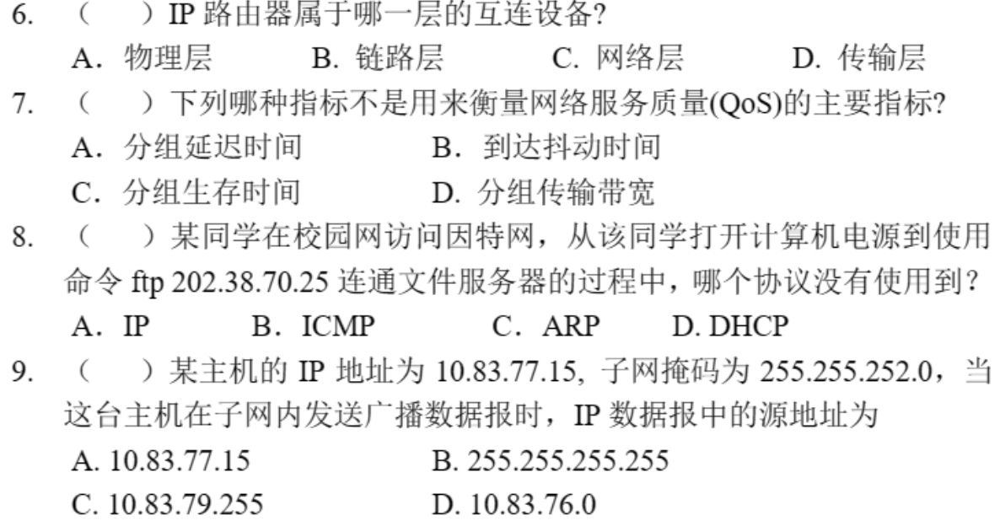 6. （ ）IP 路由器属于哪一层的互连设备?
A．物理层 B. 链路层 C. 网络层 D. 传输层
7. （ ）下列哪种指标不是用来衡量网络服务质量(QoS)的主要指标?
A．分组延迟时间 B．到达抖动时间
C．分组生存时间 D. 分组传输带宽
8. （ ）某同学在校园网访问因特网，从该同学打开计算机电源到使用
命令 ftp 202.38.70.25 连通文件服务器的过程中，哪个协议没有使用到？
A．IP B．ICMP C．ARP D. DHCP
9. （ ）某主机的 IP 地址为 10.83.77.15, 子网掩码为 255.255.252.0，当
这台主机在子网内发送广播数据报时，IP 数据报中的源地址为
A. 10.83.77.15 B. 255.255.255.255
C. 10.83.79.255 D. 10.83.76.0